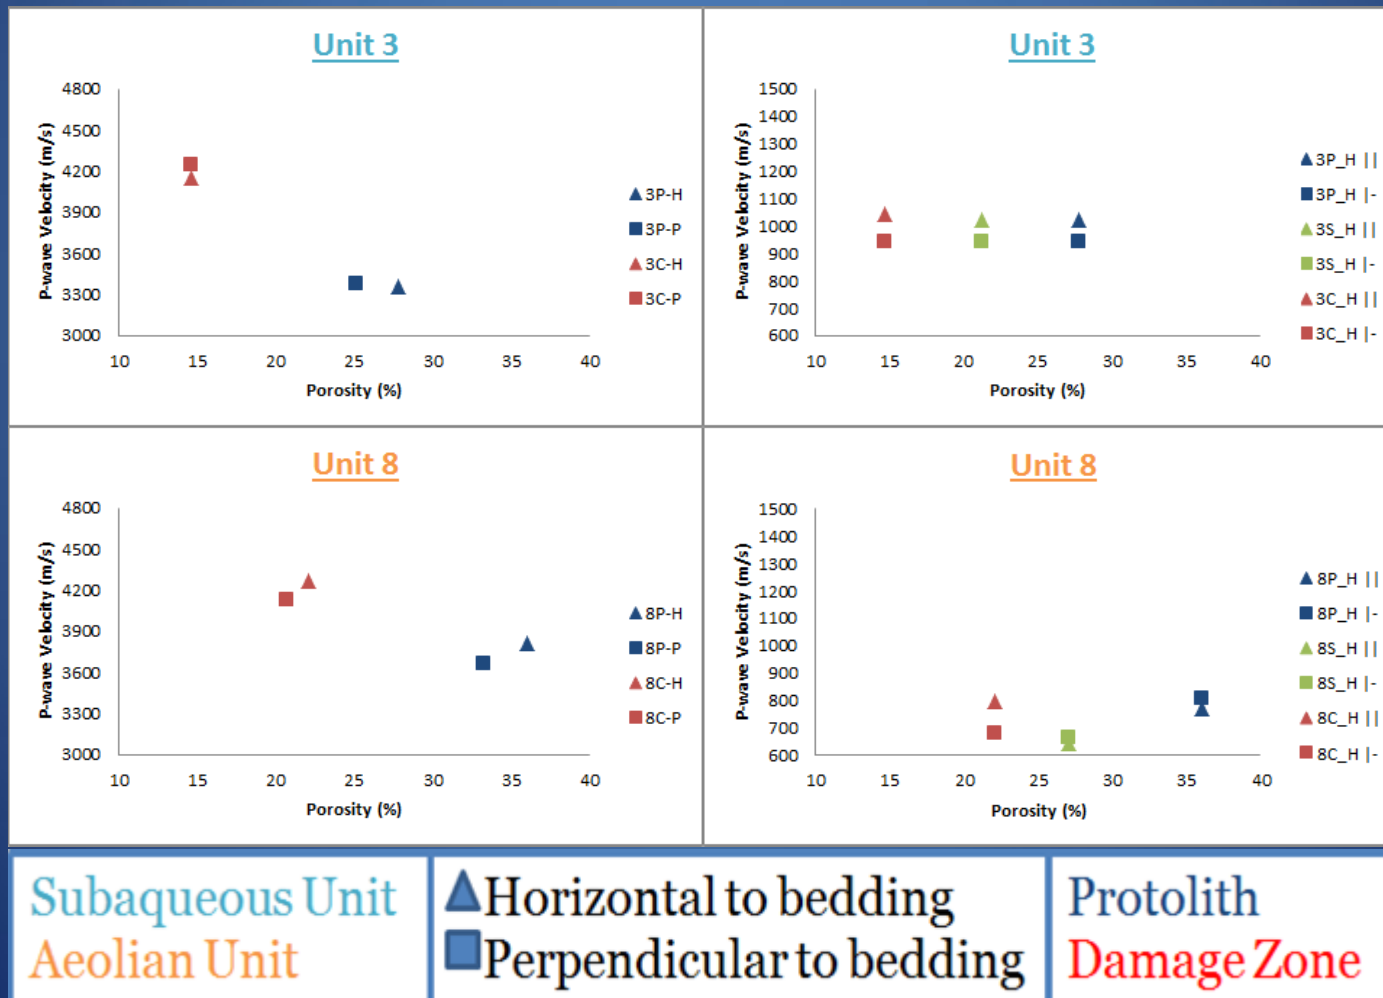 Unit 3
P-wave Velocity (m/s)
4800
4500
4200
3900
3600
3300
3000
10 15 20 25 30 35 40
Porosity (%)
3P-H
3P-P
3C-H
3C-P
Unit 3
P-wave Velocity (m/s)
1500
1400
1300
1200
1100
1000
900
800
700
600
10 15 20 25 30 35 40
Porosity (%)
3P_H ||
3P_H |-
3S_H ||
3S_H |-
3C_H ||
3C_H |-
Unit 8
P-wave Velocity (m/s)
4800
4500
4200
3900
3600
3300
3000
10 15 20 25 30 35 40
Porosity (%)
8P-H
8P-P
8C-H
8C-P
Unit 8
P-wave Velocity (m/s)
1500
1400
1300
1200
1100
1000
900
800
700
600
10 15 20 25 30 35 40
Porosity (%)
8P_H ||
8P_H |-
8S_H ||
8S_H |-
8C_H ||
8C_H |-
Subaqueous Unit
Aeolian Unit
Horizontal to bedding
Perpendicular to bedding
Protolith
Damage Zone